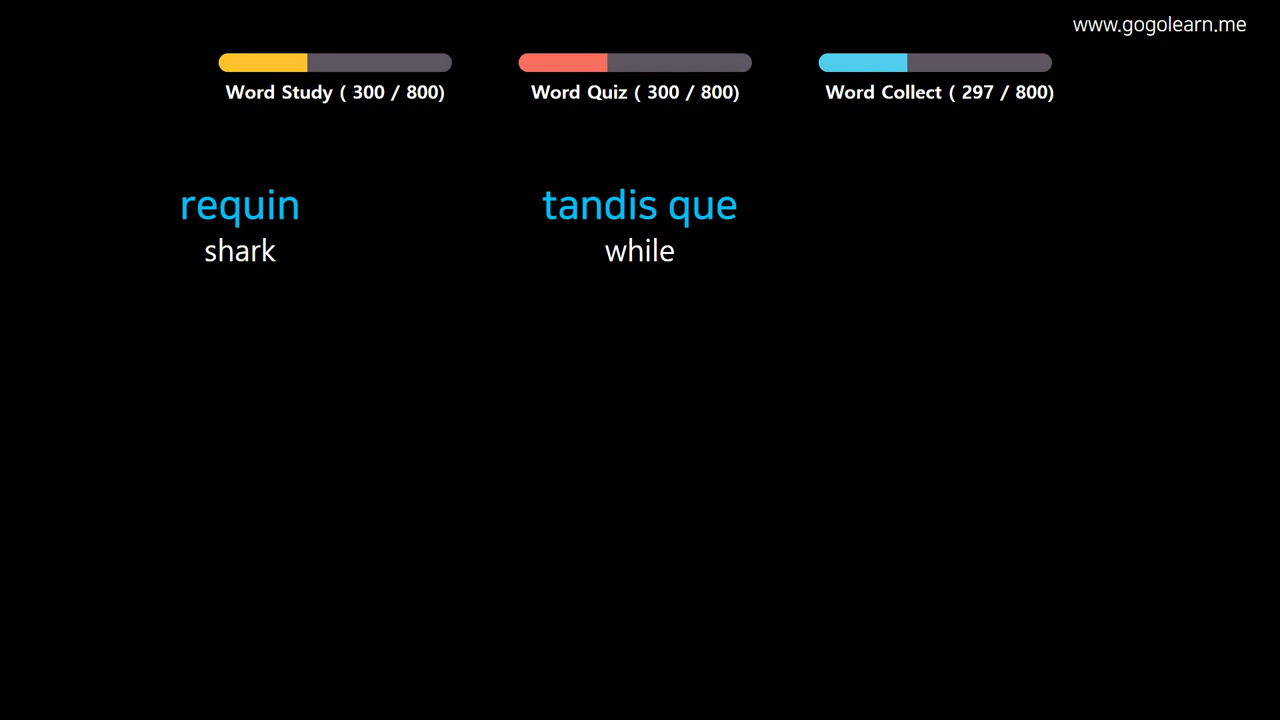 www.gogolearn.me
Word Study ( 300 / 800)
Word Quiz ( 300 / 800)
Word Collect ( 297 / 800)
requin
shark
tandis que
while